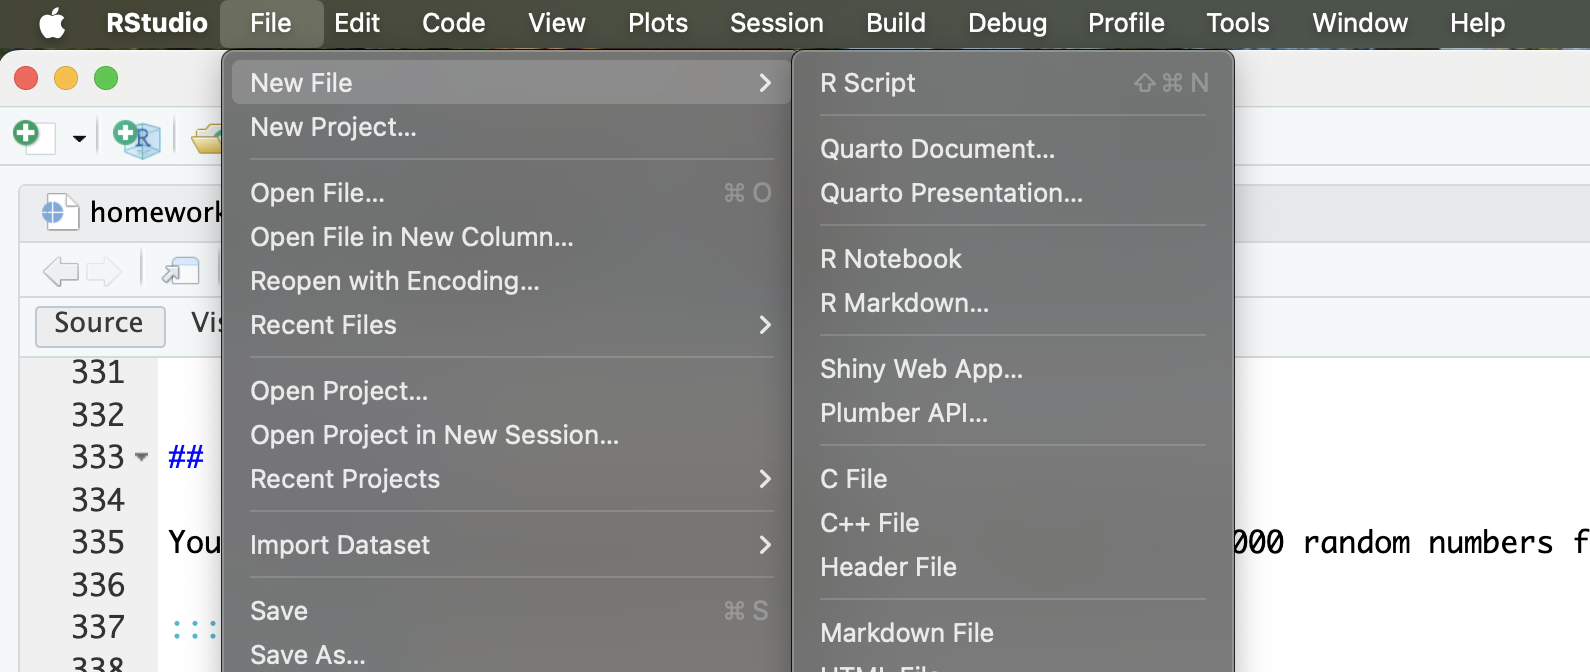 RStudio File Edit Code View Plots Session Build Debug Profile Tools Window Help
New File
New Project...
Open File... ⌘ O
Open File in New Column...
Reopen with Encoding...
Recent Files
Open Project...
Open Project in New Session...
Recent Projects
Import Dataset
Save ⌘ S
Save As...
R Script ⇧ ⌘ N
Quarto Document...
Quarto Presentation...
R Notebook
R Markdown...
Shiny Web App...
Plumber API...
C File
C++ File
Header File
Markdown File
HTML File
homework
Source
331
332
333 ##
334
335 You 000 random numbers f
336
337 :::
338